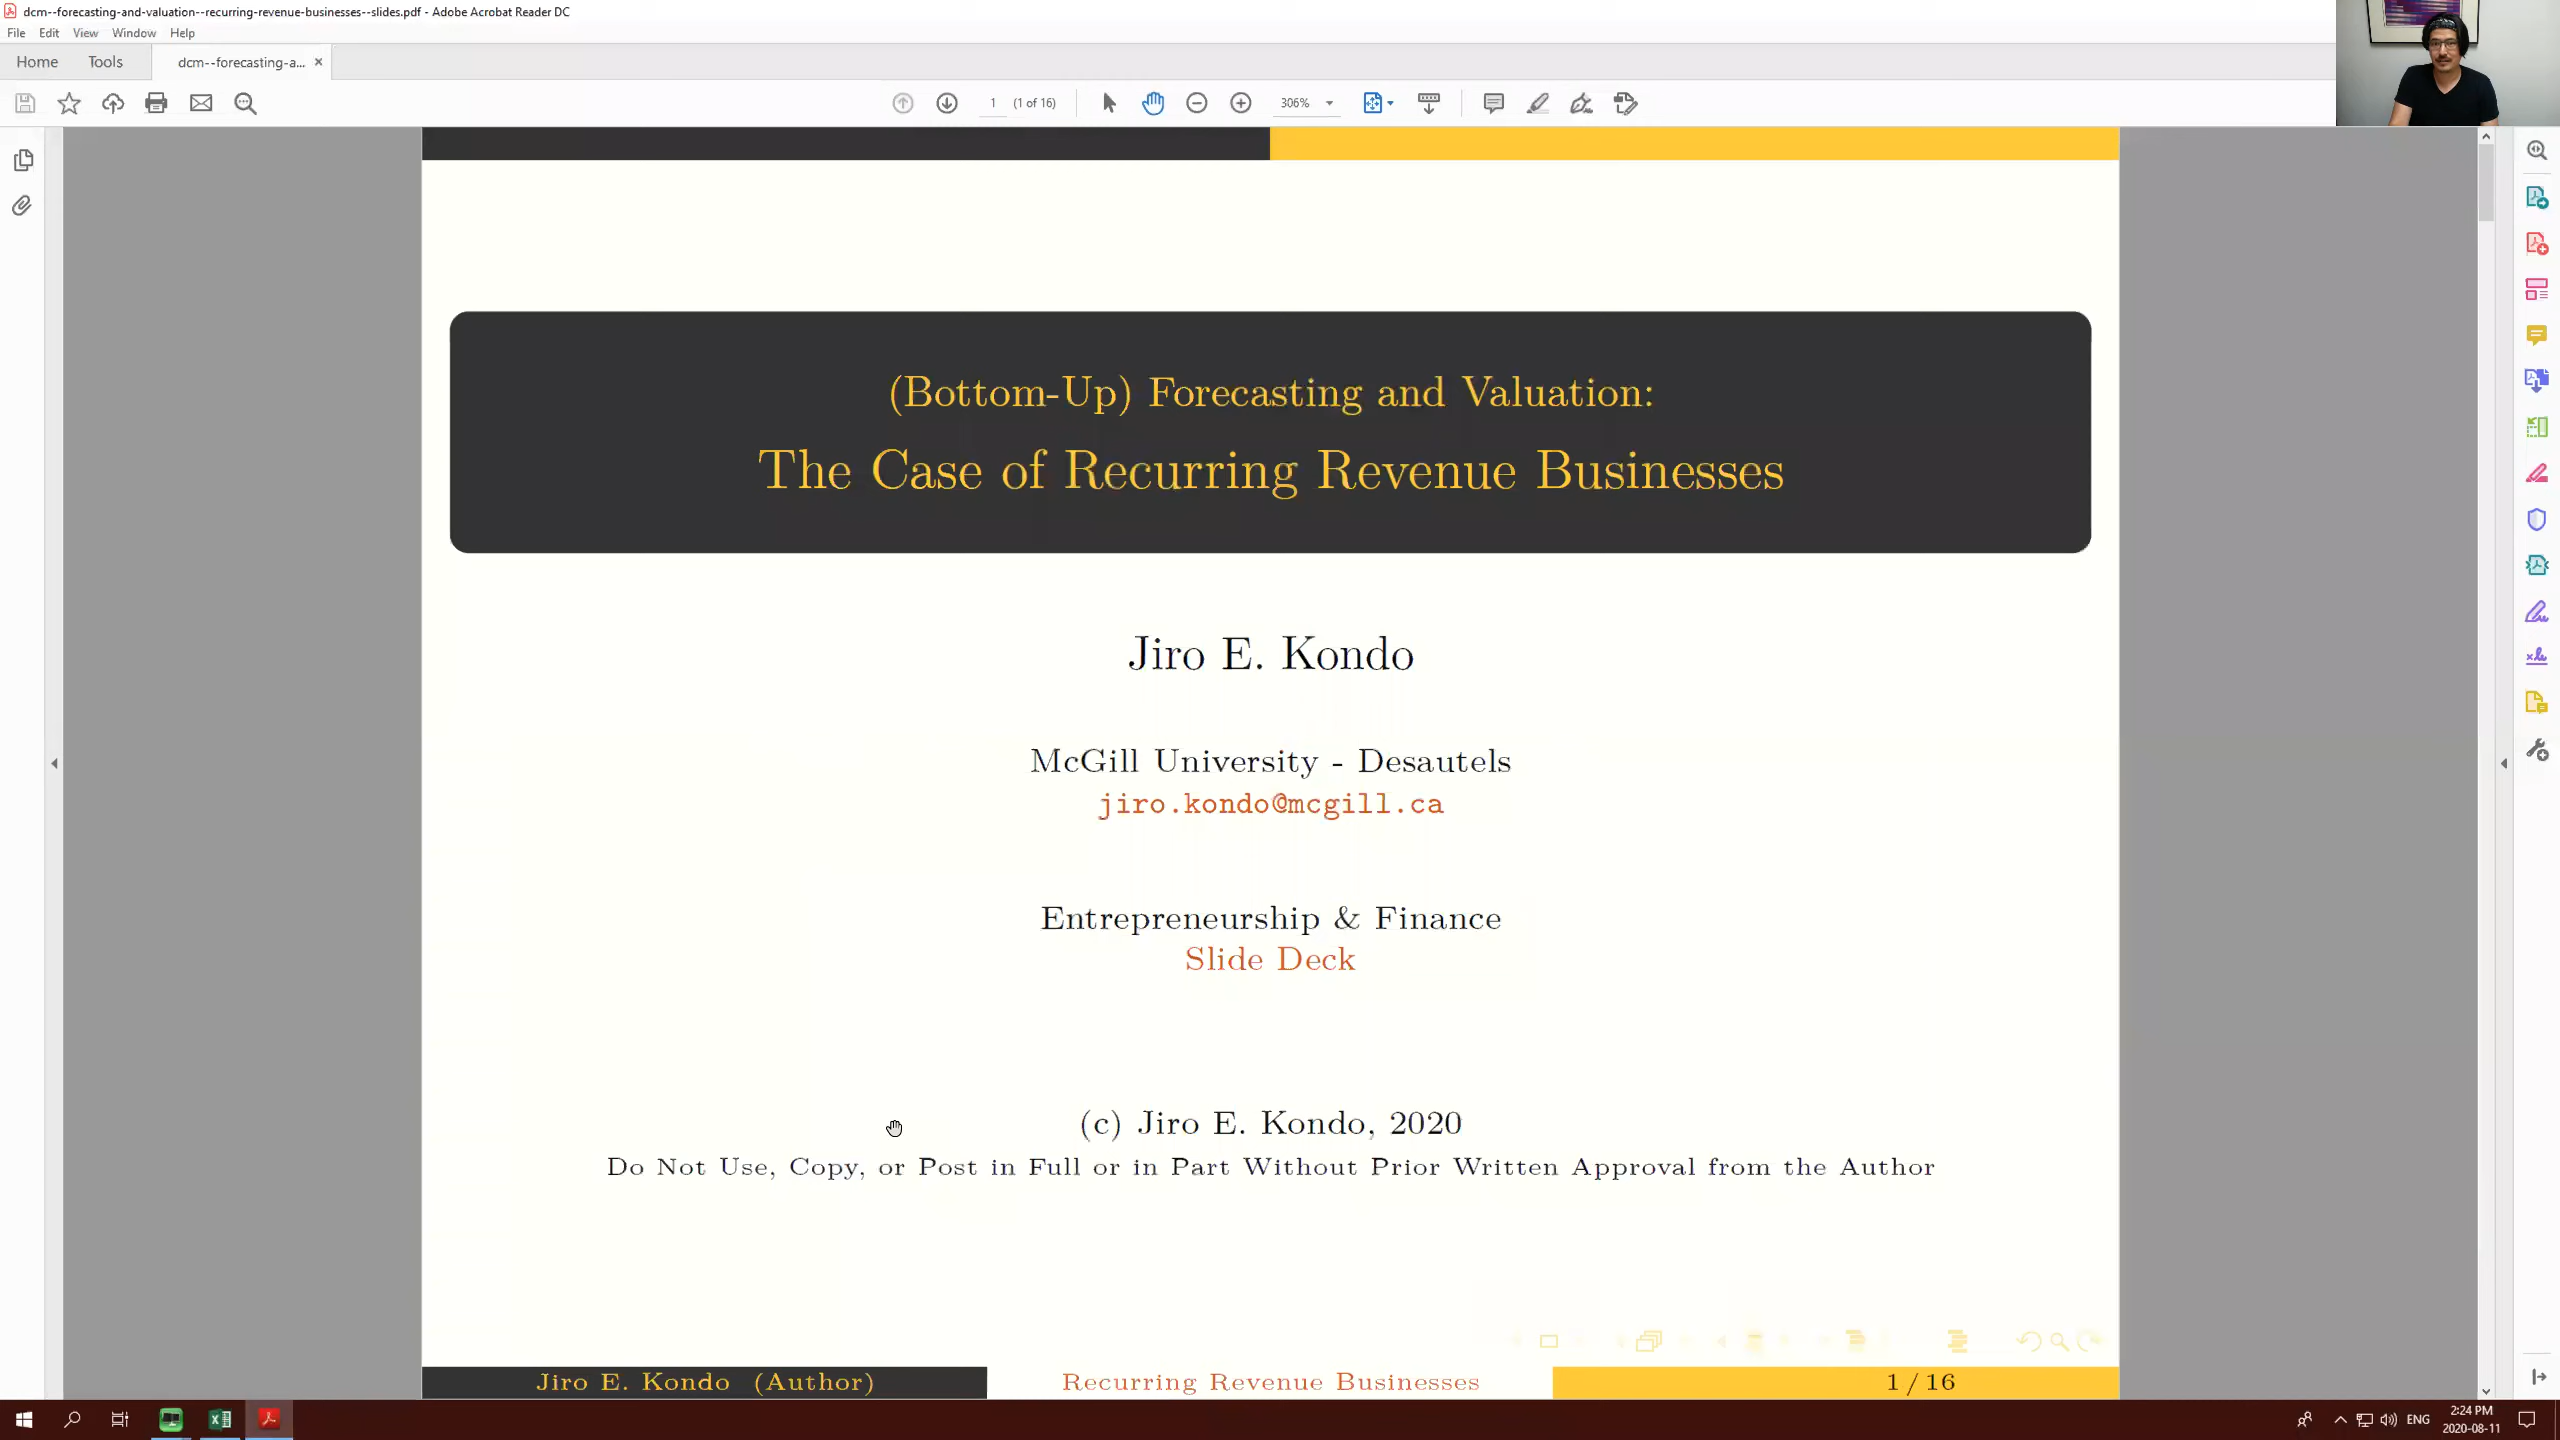 dcm--forecasting-and-valuation--recurring-revenue-businesses--slides.pdf - Adobe Acrobat Reader DC
File Edit View Window Help
Home Tools dcm--forecasting-a... ×
1 (1 of 16) 306%
(Bottom-Up) Forecasting and Valuation:
The Case of Recurring Revenue Businesses
Jiro E. Kondo
McGill University - Desautels
jiro.kondo@mcgill.ca
Entrepreneurship & Finance
Slide Deck
(c) Jiro E. Kondo, 2020
Do Not Use, Copy, or Post in Full or in Part Without Prior Written Approval from the Author
Jiro E. Kondo (Author) Recurring Revenue Businesses 1 / 16
ENG 2:24 PM
2020-08-11